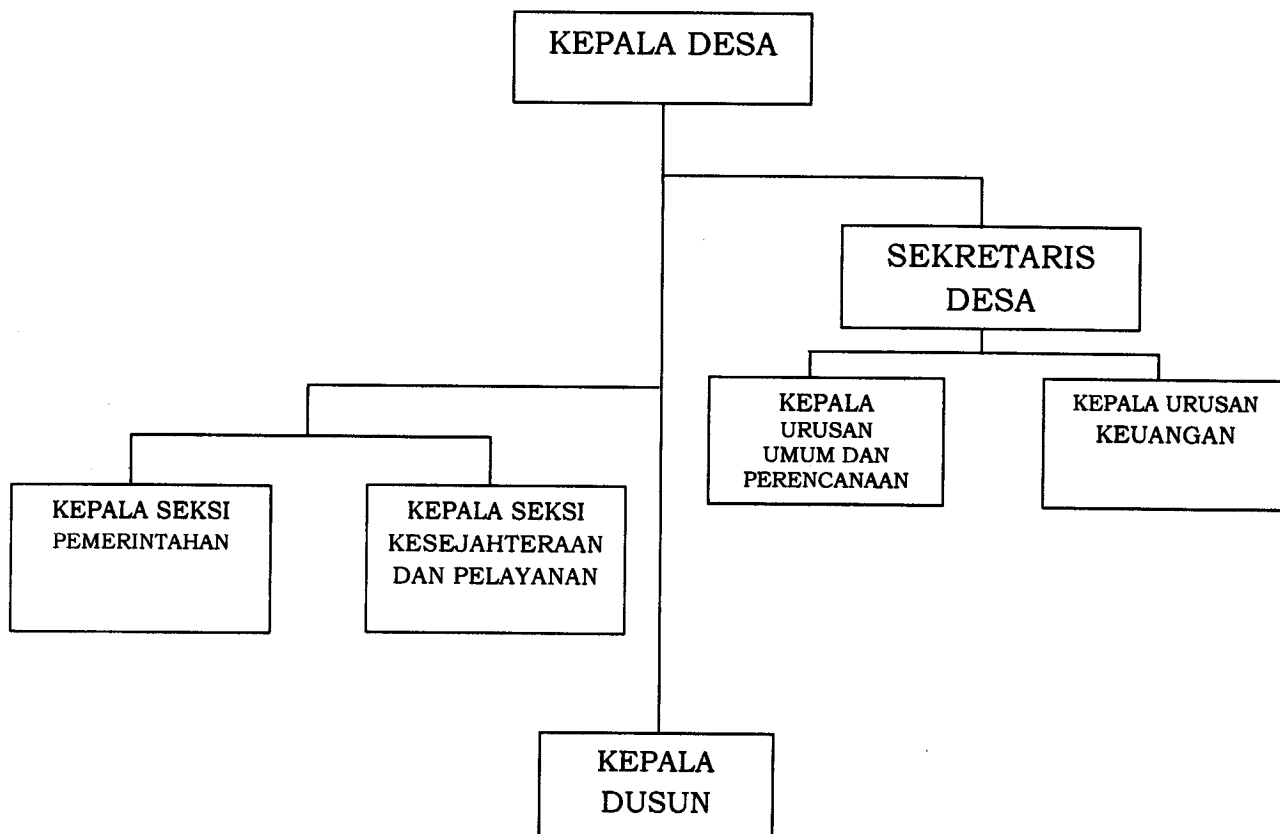 KEPALA DESA
SEKRETARIS
DESA
KEPALA
URUSAN
UMUM DAN
PERENCANAAN
KEPALA URUSAN
KEUANGAN
KEPALA SEKSI
PEMERINTAHAN
KEPALA SEKSI
KESEJAHTERAAN
DAN PELAYANAN
KEPALA
DUSUN